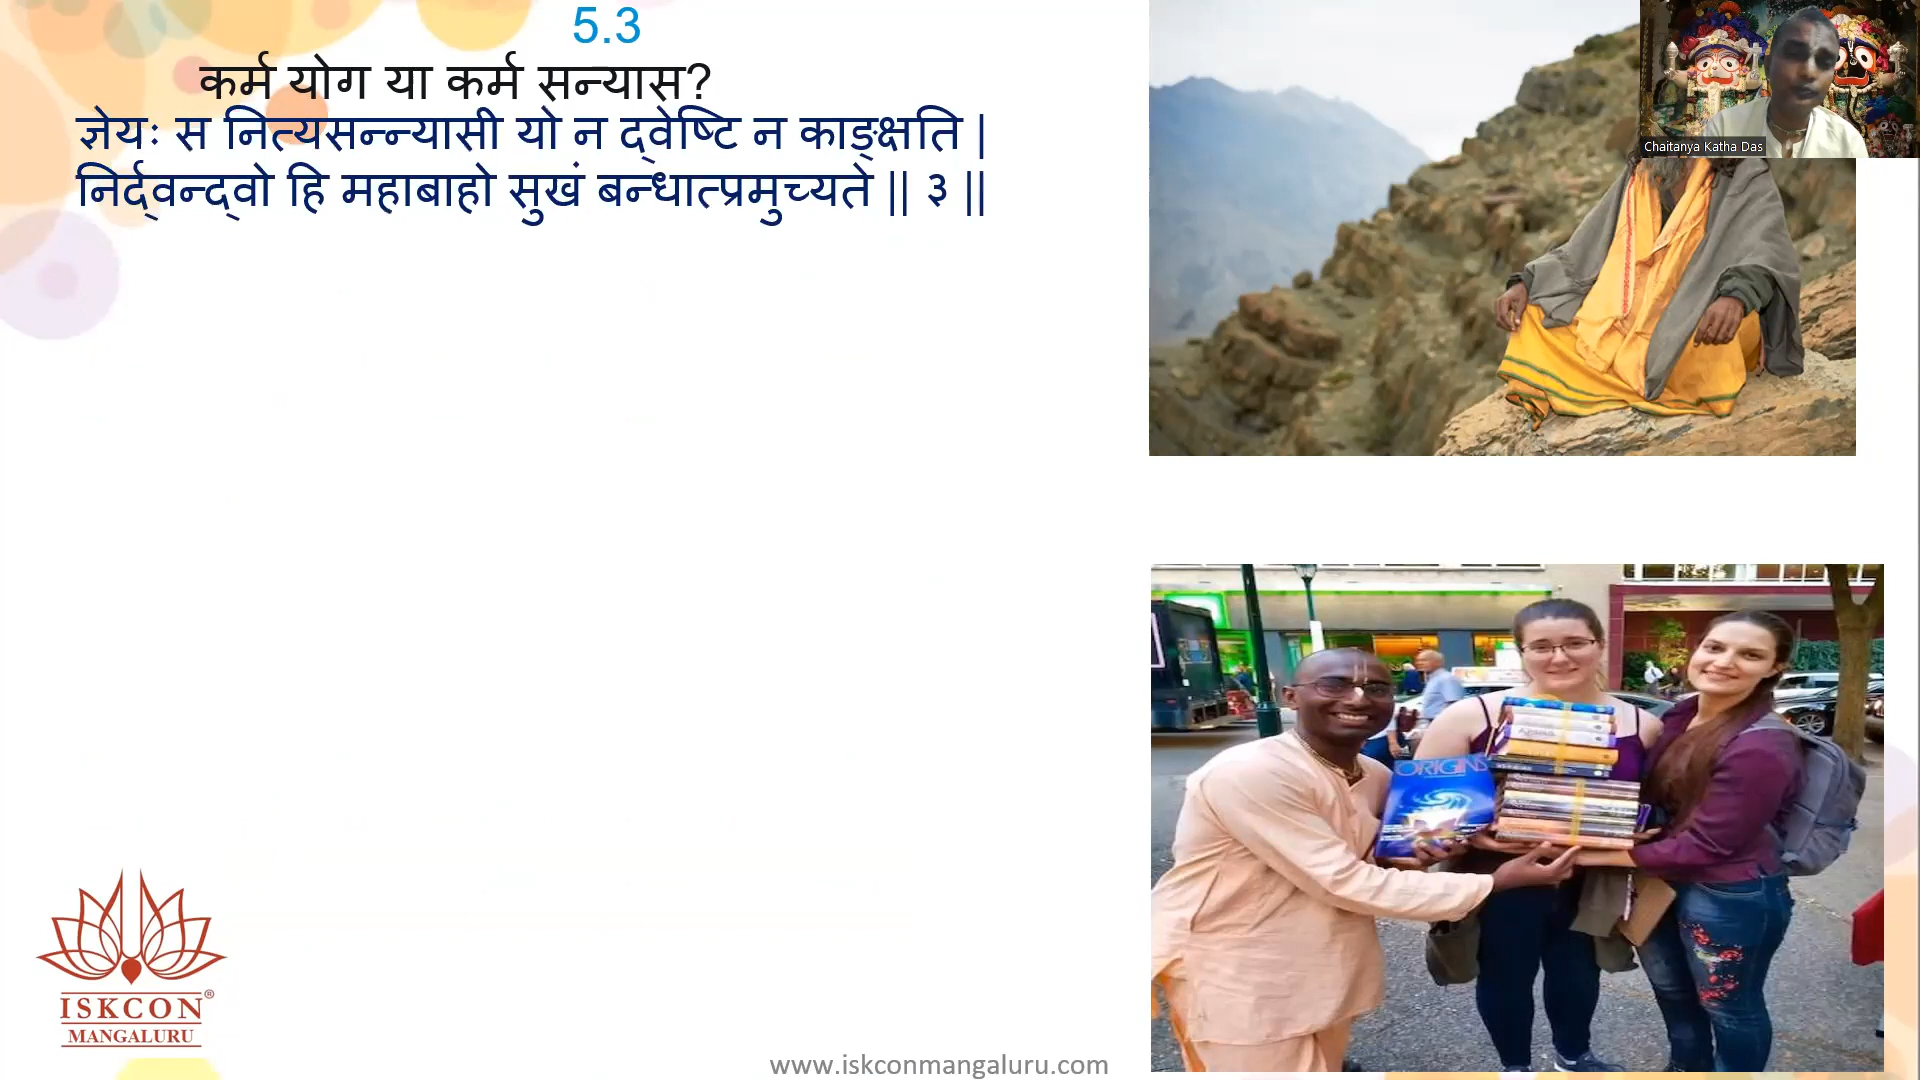 5.3
कर्म योग या कर्म सन्यास?
ज्ञेयः स नित्यसन्न्यासी यो न द्वेष्टि न काङ्क्षति |
निर्द्वन्द्वो हि महाबाहो सुखं बन्धात्प्रमुच्यते || ३ ||
Chaitanya Katha Das
ORIGINS
ISKCON®
MANGALURU
www.iskconmangaluru.com